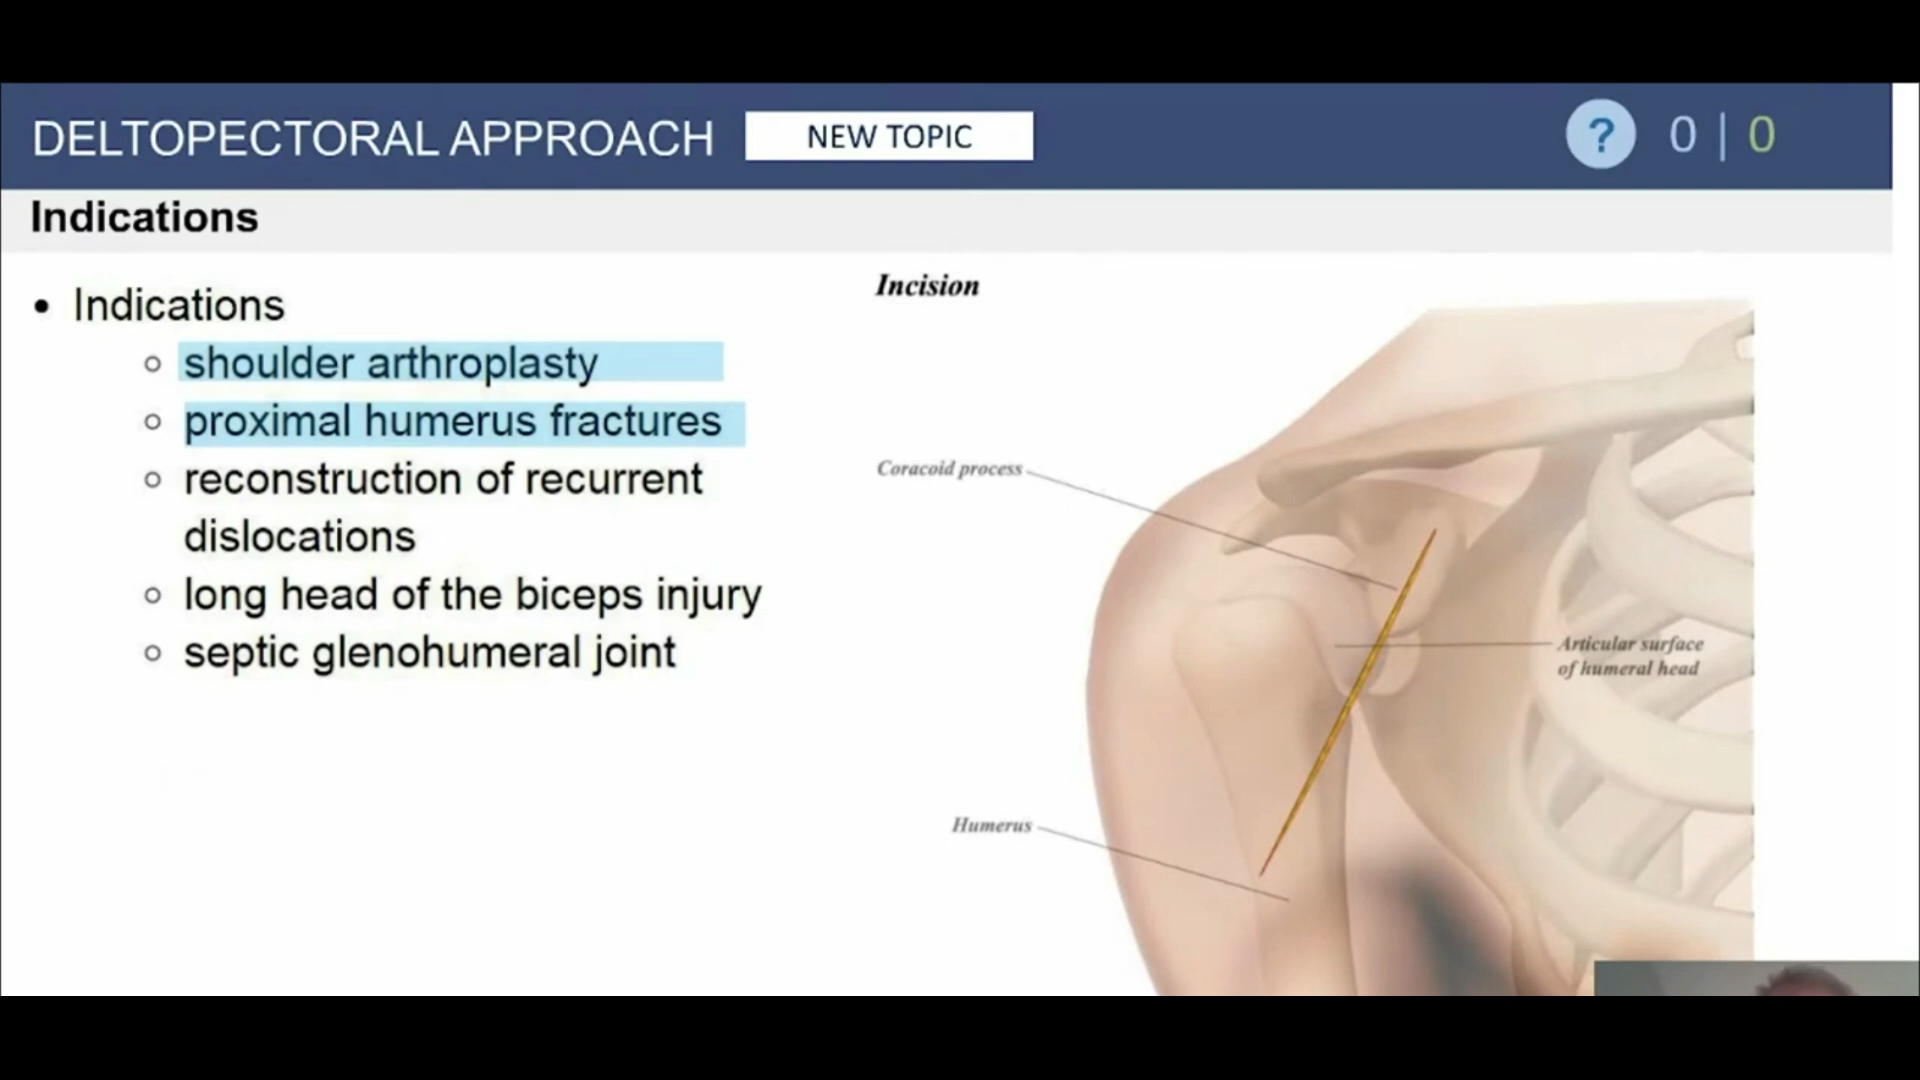 DELTOPECTORAL APPROACH
NEW TOPIC
? 0 | 0
Indications
• Indications
○ shoulder arthroplasty
○ proximal humerus fractures
○ reconstruction of recurrent
dislocations
○ long head of the biceps injury
○ septic glenohumeral joint
Incision
Coracoid process
Articular surface
of humeral head
Humerus